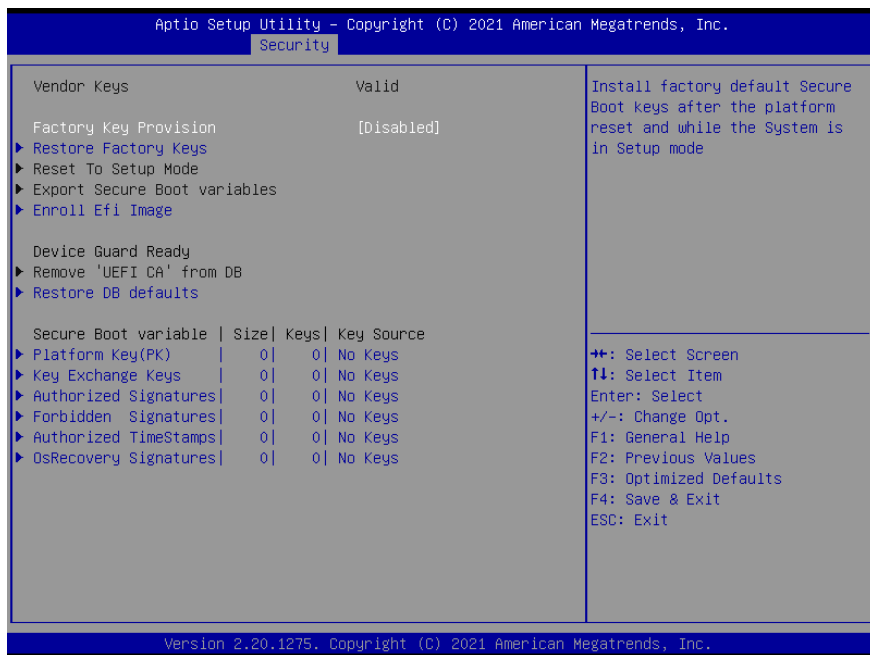 Aptio Setup Utility – Copyright (C) 2021 American Megatrends, Inc.
Security
Vendor Keys Valid
Factory Key Provision [Disabled]
Restore Factory Keys
Reset To Setup Mode
Export Secure Boot variables
Enroll Efi Image
Device Guard Ready
Remove 'UEFI CA' from DB
Restore DB defaults
Secure Boot variable | Size| Keys| Key Source
Platform Key(PK) | 0| 0| No Keys
Key Exchange Keys | 0| 0| No Keys
Authorized Signatures| 0| 0| No Keys
Forbidden Signatures| 0| 0| No Keys
Authorized TimeStamps| 0| 0| No Keys
OsRecovery Signatures| 0| 0| No Keys
Install factory default Secure
Boot keys after the platform
reset and while the System is
in Setup mode
→←: Select Screen
↑↓: Select Item
Enter: Select
+/-: Change Opt.
F1: General Help
F2: Previous Values
F3: Optimized Defaults
F4: Save & Exit
ESC: Exit
Version 2.20.1275. Copyright (C) 2021 American Megatrends, Inc.